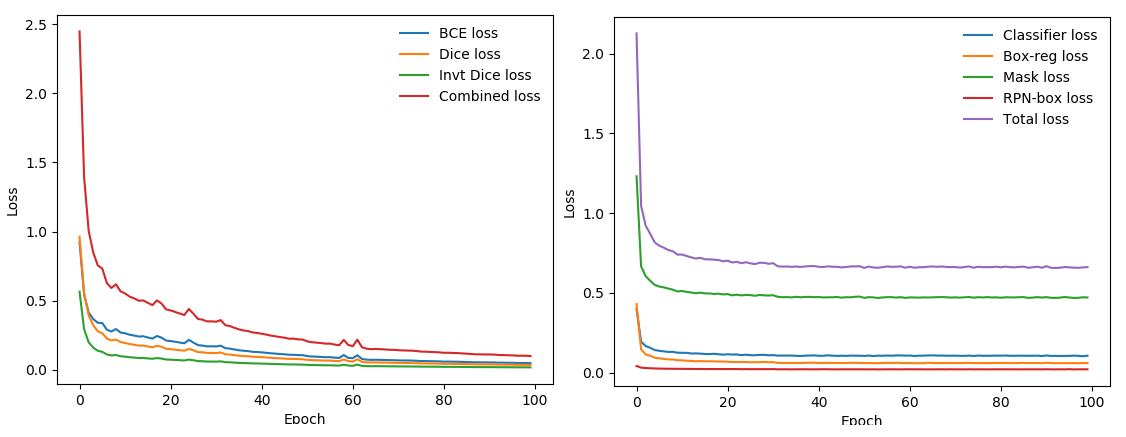 2.5
2.0
1.5
1.0
0.5
0.0
Loss
0 20 40 60 80 100
Epoch
BCE loss
Dice loss
Invt Dice loss
Combined loss
2.0
1.5
1.0
0.5
0.0
Loss
0 20 40 60 80 100
Epoch
Classifier loss
Box-reg loss
Mask loss
RPN-box loss
Total loss